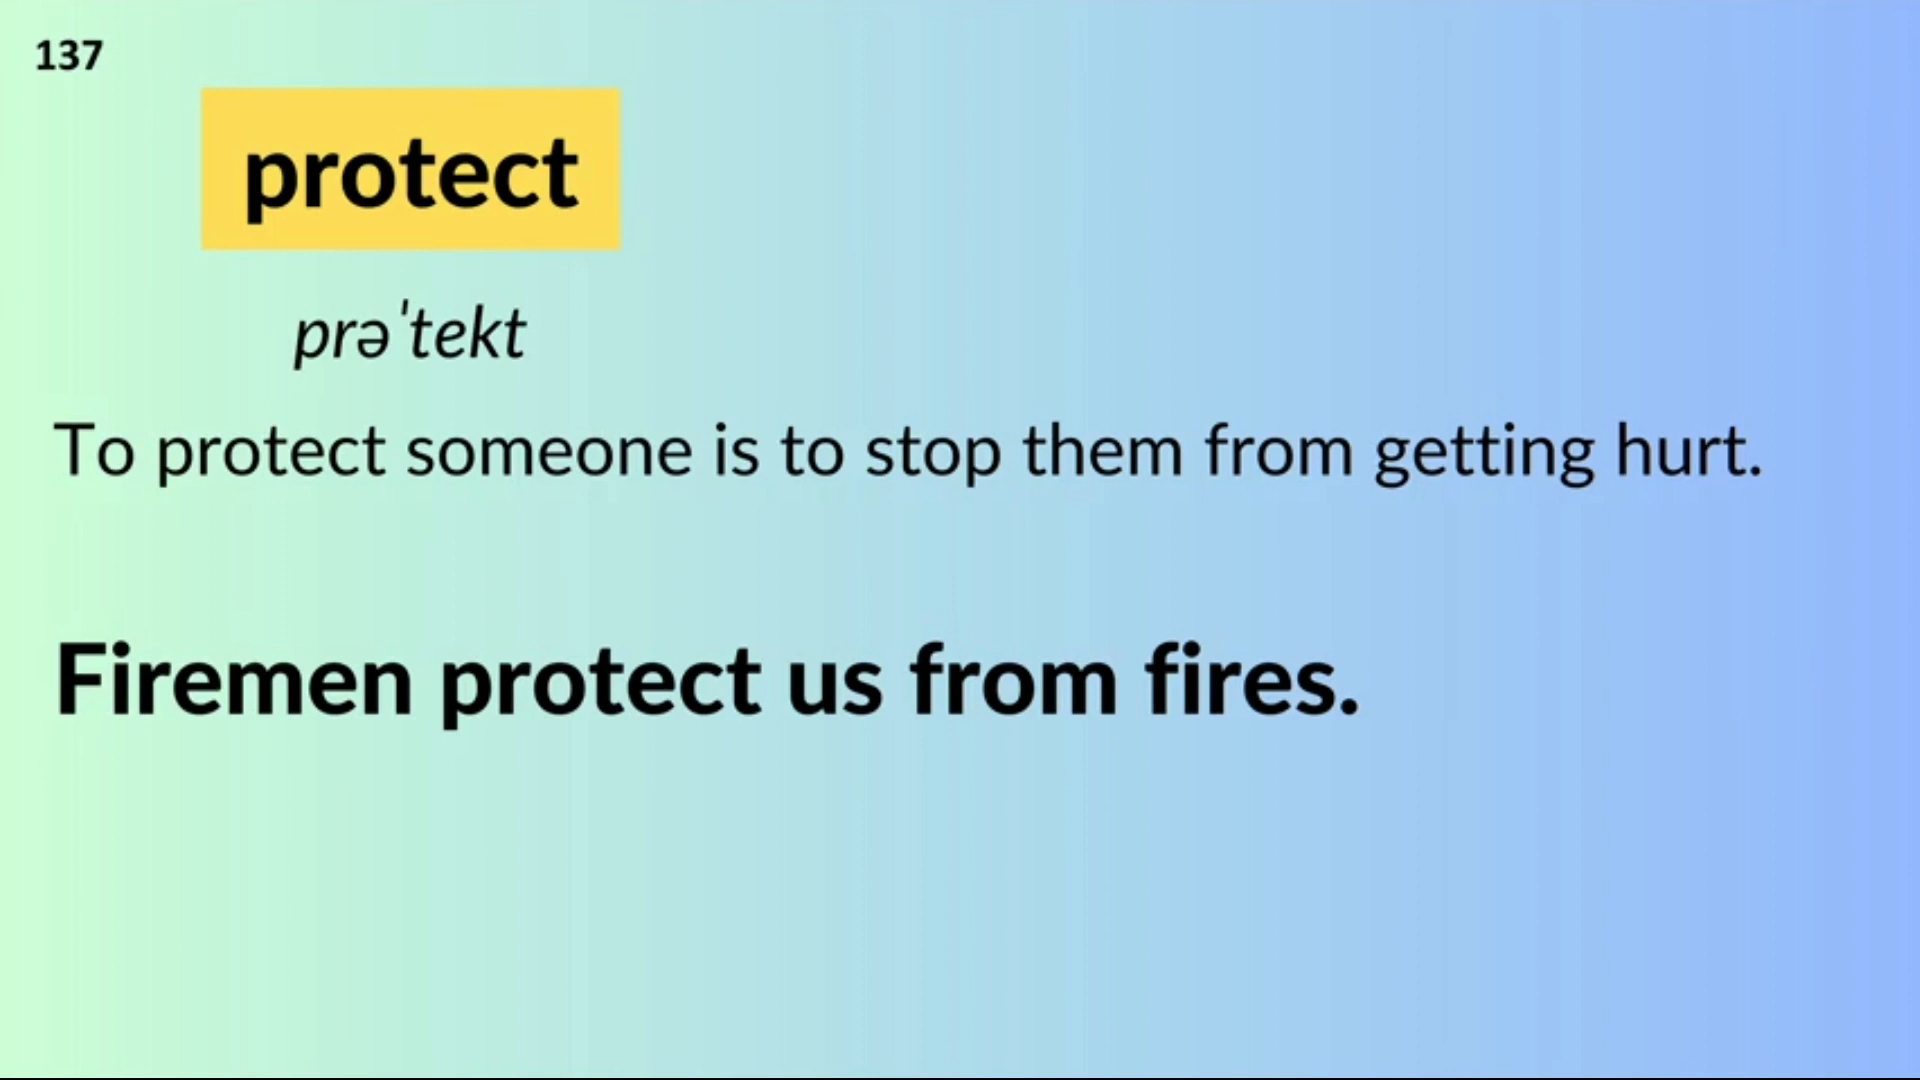 137
protect
prəˈtekt
To protect someone is to stop them from getting hurt.
Firemen protect us from fires.